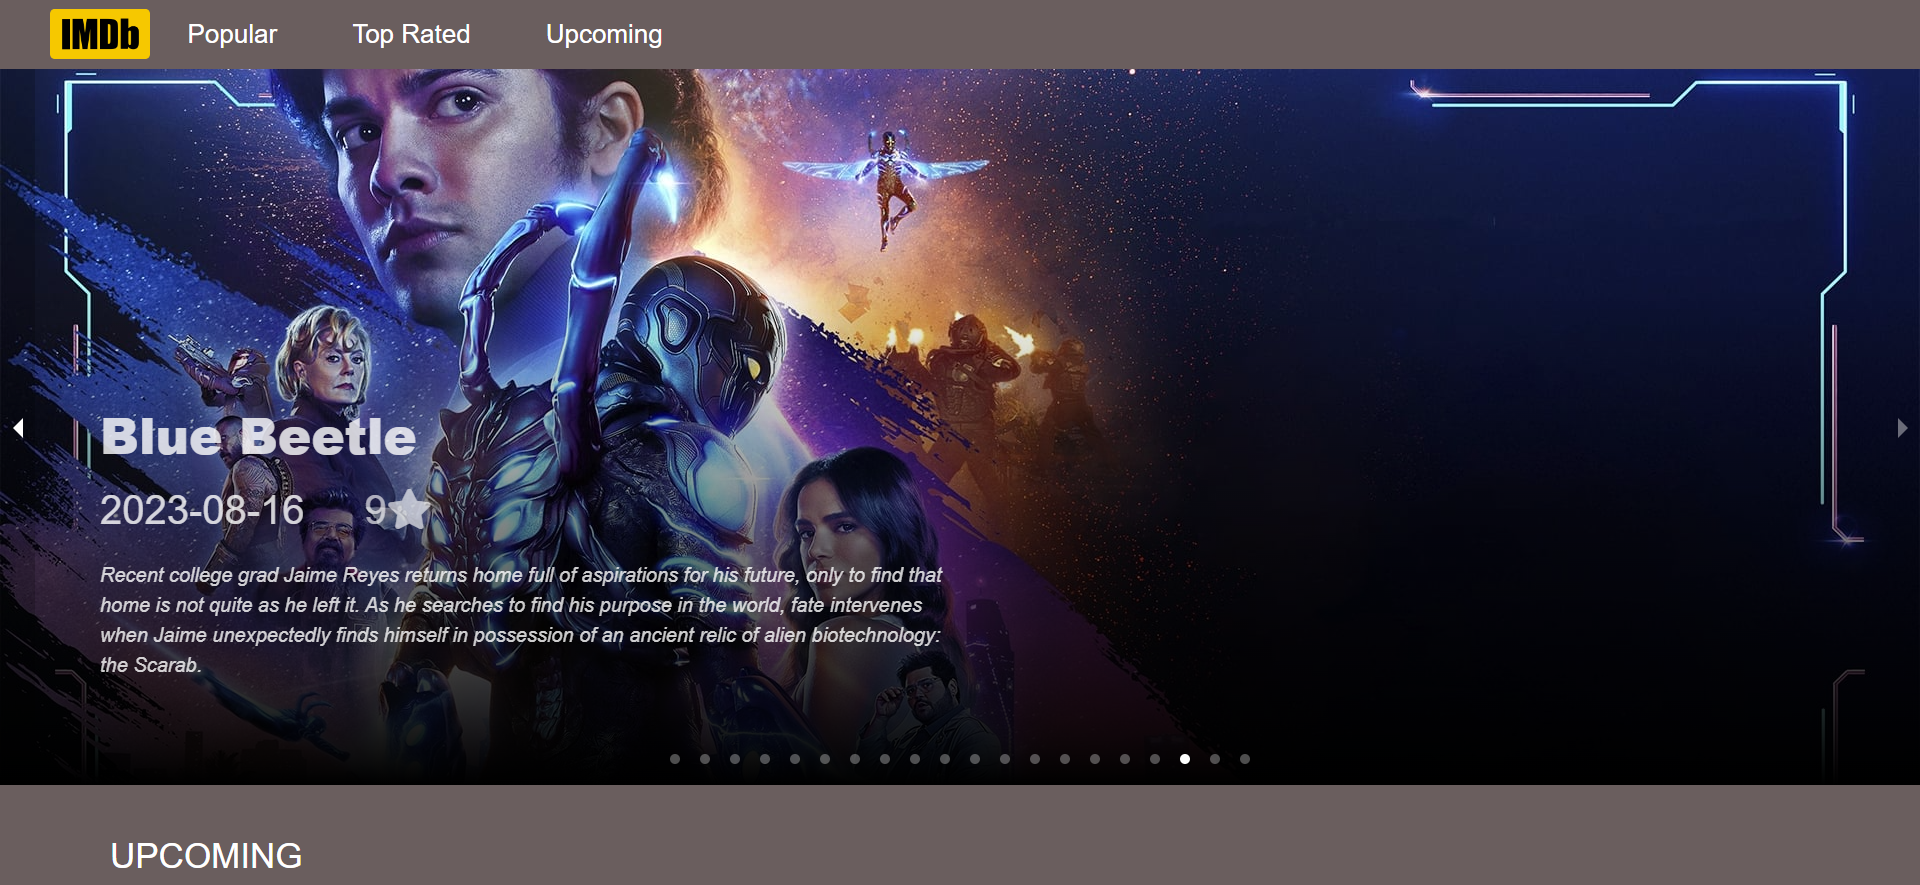 IMDb Popular Top Rated Upcoming
Blue Beetle
2023-08-16 9
Recent college grad Jaime Reyes returns home full of aspirations for his future, only to find that
home is not quite as he left it. As he searches to find his purpose in the world, fate intervenes
when Jaime unexpectedly finds himself in possession of an ancient relic of alien biotechnology:
the Scarab.
UPCOMING